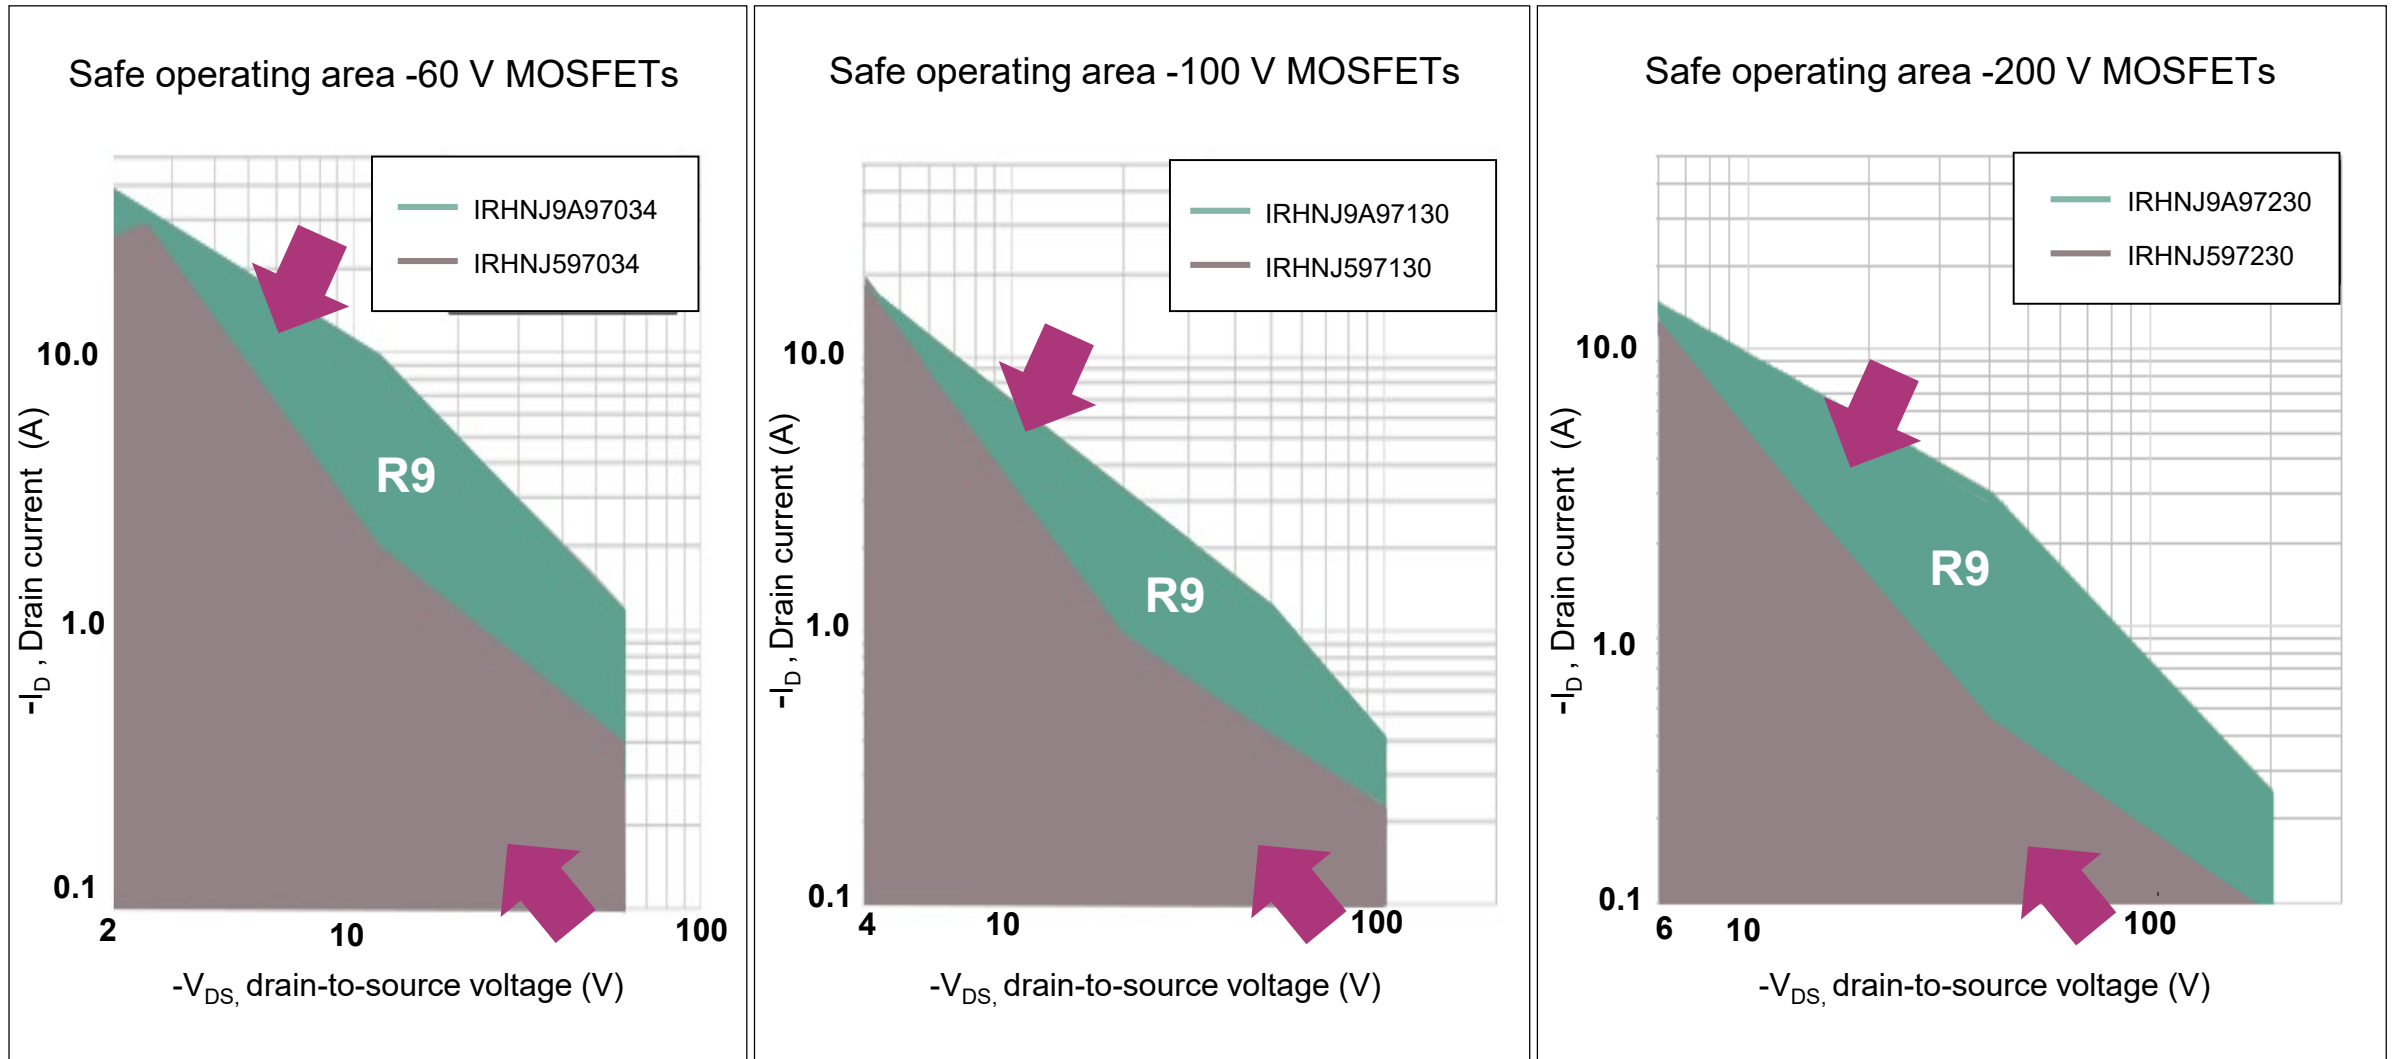 Safe operating area -60 V MOSFETs
IRHNJ9A97034
IRHNJ597034
10.0
1.0
0.1
-ID , Drain current (A)
R9
2
10
100
-VDS, drain-to-source voltage (V)
Safe operating area -100 V MOSFETs
IRHNJ9A97130
IRHNJ597130
10.0
1.0
0.1
-ID , Drain current (A)
R9
4
10
100
-VDS, drain-to-source voltage (V)
Safe operating area -200 V MOSFETs
IRHNJ9A97230
IRHNJ597230
10.0
1.0
0.1
-ID , Drain current (A)
R9
6
10
100
-VDS, drain-to-source voltage (V)